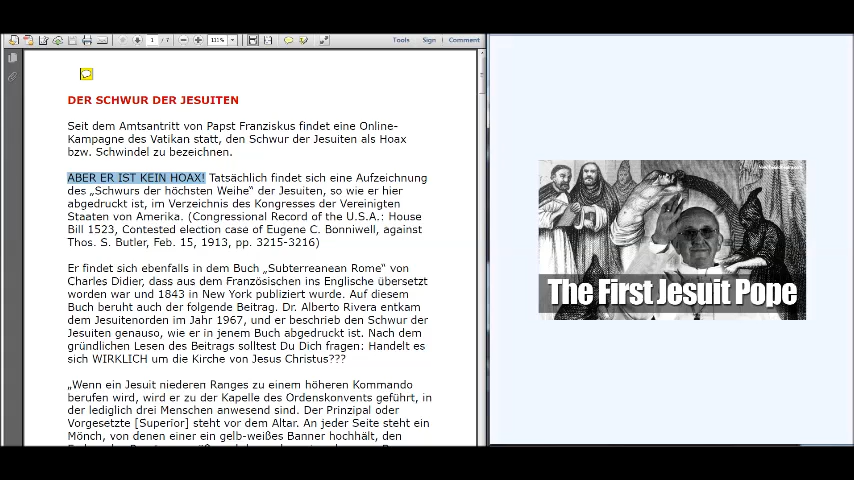 1 / 7
111%
Tools Sign Comment
DER SCHWUR DER JESUITEN
Seit dem Amtsantritt von Papst Franziskus findet eine Online-
Kampagne des Vatikan statt, den Schwur der Jesuiten als Hoax
bzw. Schwindel zu bezeichnen.
ABER ER IST KEIN HOAX! Tatsächlich findet sich eine Aufzeichnung
des „Schwurs der höchsten Weihe“ der Jesuiten, so wie er hier
abgedruckt ist, im Verzeichnis des Kongresses der Vereinigten
Staaten von Amerika. (Congressional Record of the U.S.A.: House
Bill 1523, Contested election case of Eugene C. Bonniwell, against
Thos. S. Butler, Feb. 15, 1913, pp. 3215-3216)
Er findet sich ebenfalls in dem Buch „Subterreanean Rome“ von
Charles Didier, dass aus dem Französischen ins Englische übersetzt
worden war und 1843 in New York publiziert wurde. Auf diesem
Buch beruht auch der folgende Beitrag. Dr. Alberto Rivera entkam
dem Jesuitenorden im Jahr 1967, und er beschrieb den Schwur der
Jesuiten genauso, wie er in jenem Buch abgedruckt ist. Nach dem
gründlichen Lesen des Beitrags solltest Du Dich fragen: Handelt es
sich WIRKLICH um die Kirche von Jesus Christus???
„Wenn ein Jesuit niederen Ranges zu einem höheren Kommando
berufen wird, wird er zu der Kapelle des Ordenskonvents geführt, in
der lediglich drei Menschen anwesend sind. Der Prinzipal oder
Vorgesetzte [Superior] steht vor dem Altar. An jeder Seite steht ein
Mönch, von denen einer ein gelb-weißes Banner hochhält, den
The First Jesuit Pope